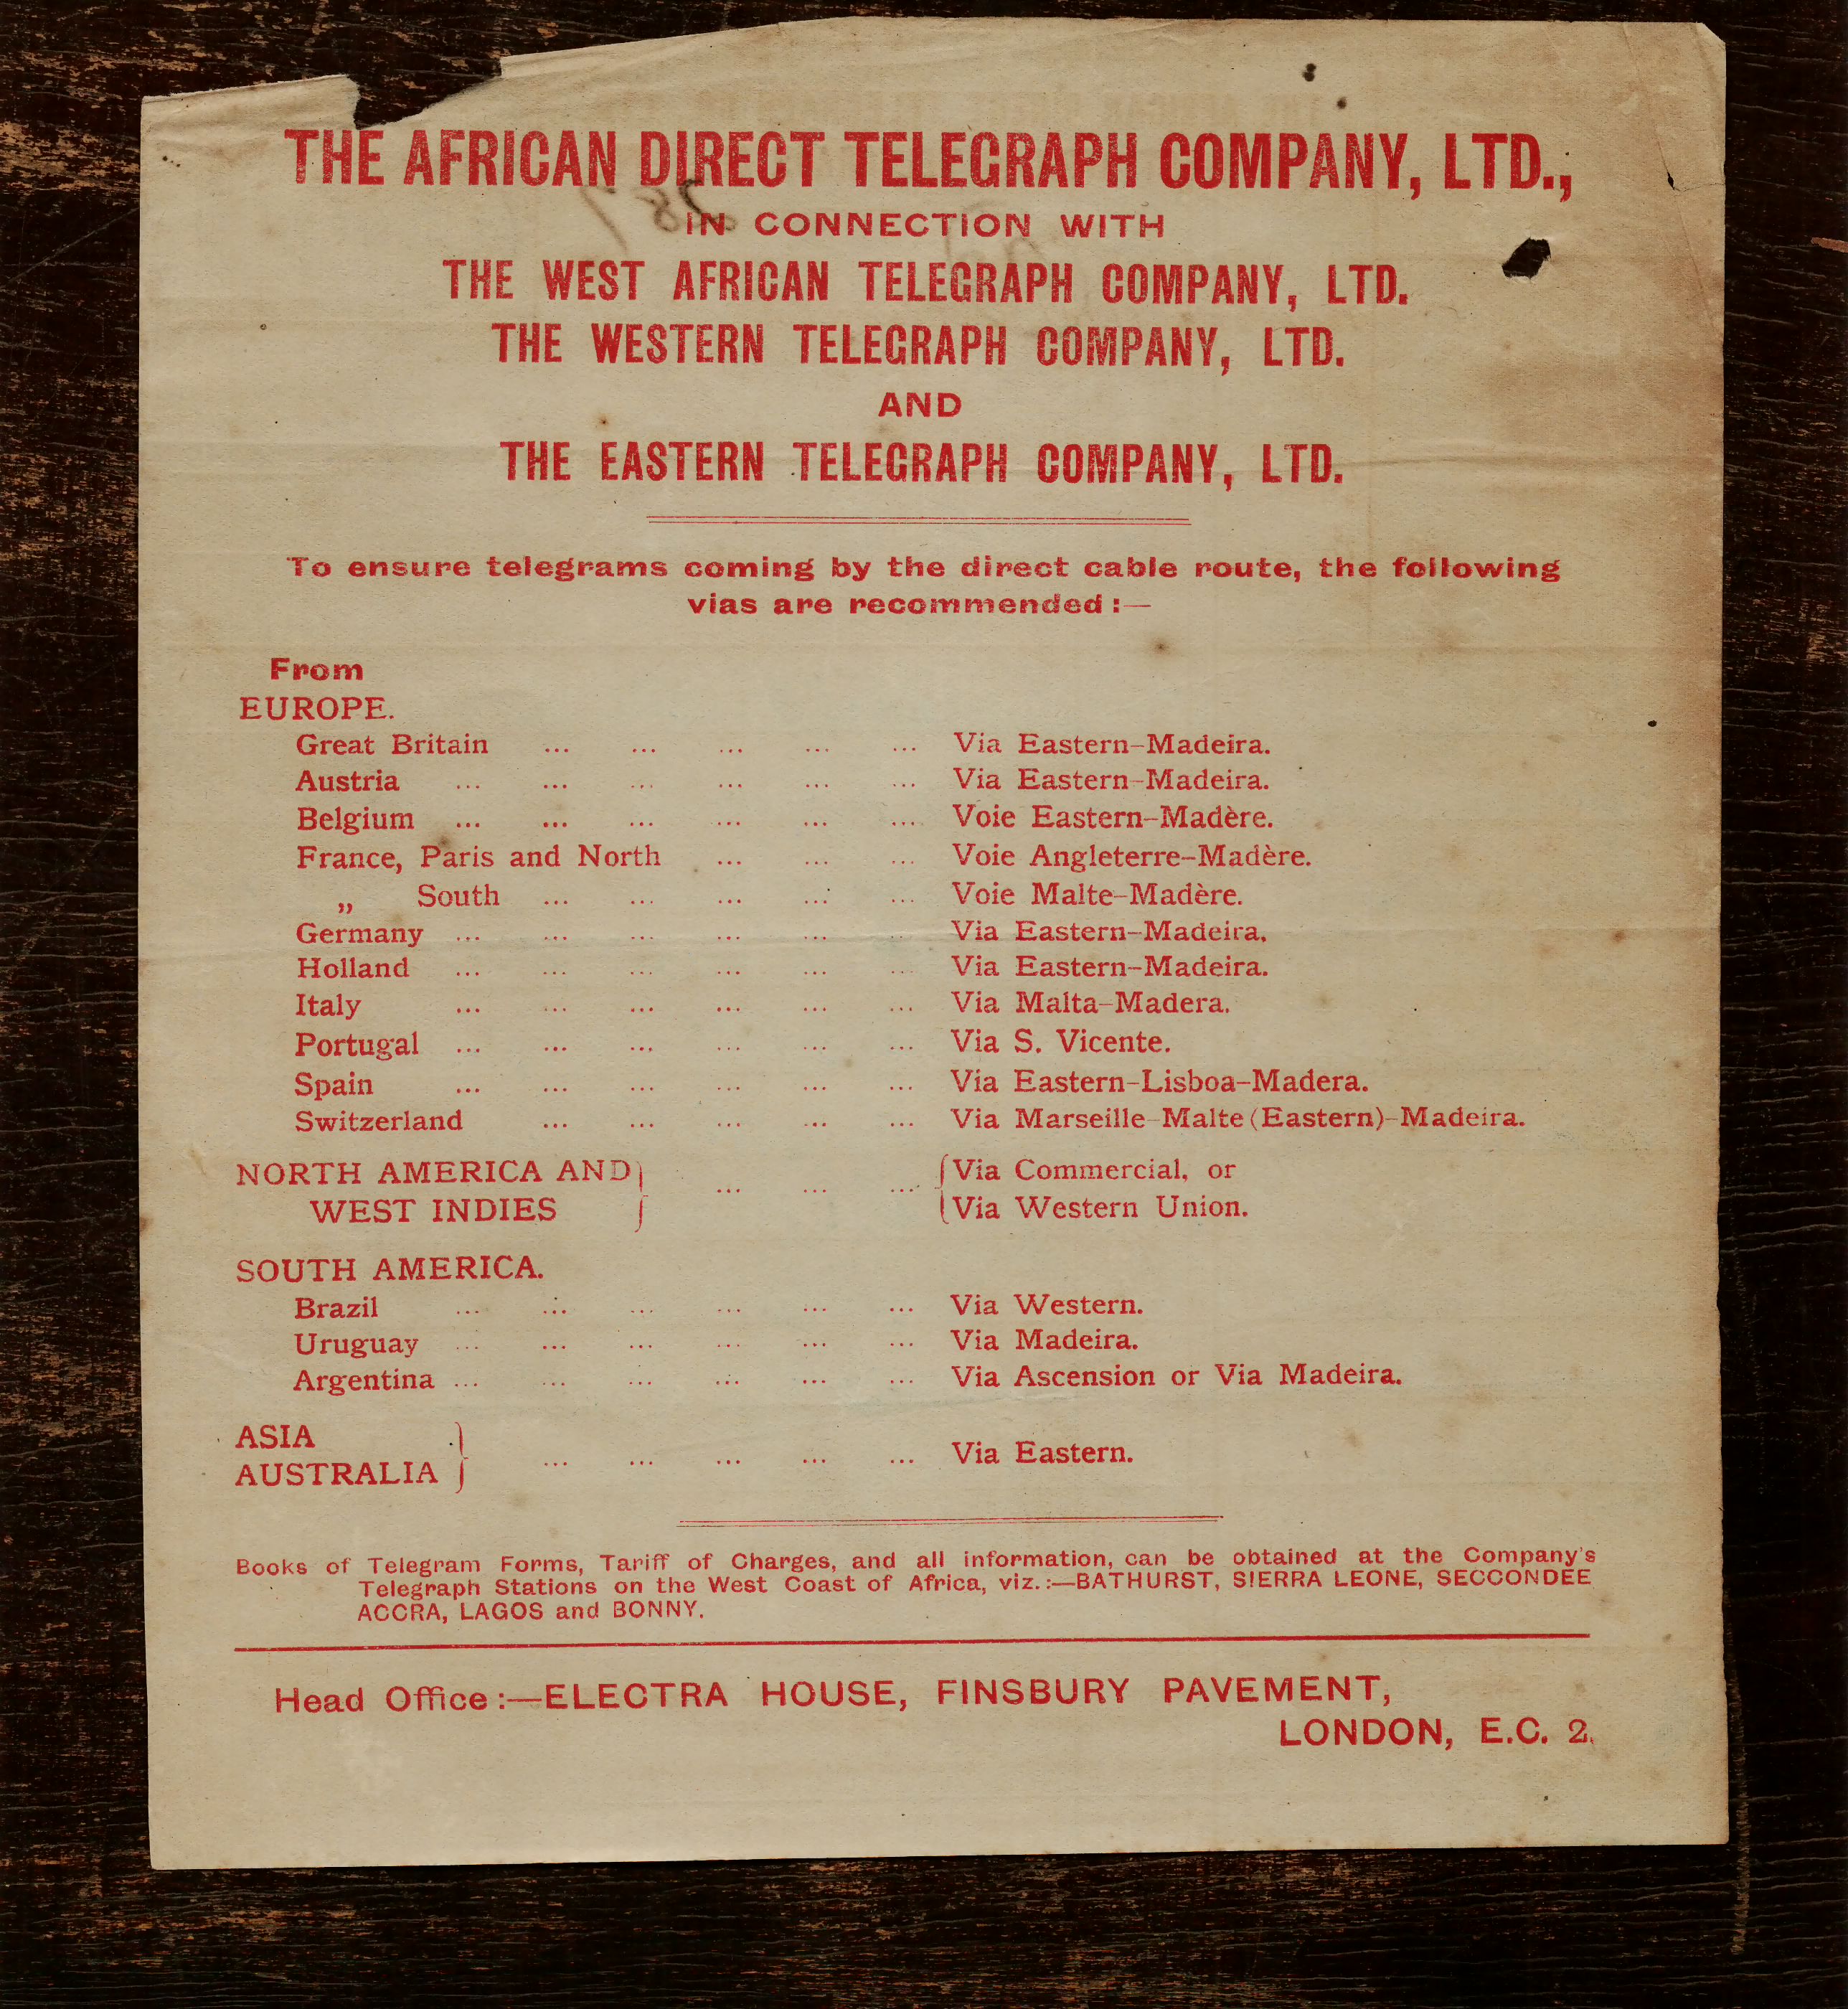 THE AFRICAN DIRECT TELEGRAPH COMPANY, LTD.,
IN CONNECTION WITH
THE WEST AFRICAN TELEGRAPH COMPANY, LTD.
THE WESTERN TELEGRAPH COMPANY, LTD.
AND
THE EASTERN TELEGRAPH COMPANY, LTD.
To ensure telegrams coming by the direct cable route, the following
vias are recommended :—
From
EUROPE.
Great Britain ... ... ... ... ... Via Eastern-Madeira.
Austria ... ... ... ... ... ... Via Eastern-Madeira.
Belgium ... ... ... ... ... ... Voie Eastern-Madère.
France, Paris and North ... ... ... Voie Angleterre-Madère.
„ South ... ... ... ... ... Voie Malte-Madère.
Germany ... ... ... ... ... ... Via Eastern-Madeira.
Holland ... ... ... ... ... ... Via Eastern-Madeira.
Italy ... ... ... ... ... ... Via Malta-Madera.
Portugal ... ... ... ... ... ... Via S. Vicente.
Spain ... ... ... ... ... ... Via Eastern-Lisboa-Madera.
Switzerland ... ... ... ... ... Via Marseille-Malte (Eastern)-Madeira.
NORTH AMERICA AND ... ... ... Via Commercial, or
WEST INDIES Via Western Union.
SOUTH AMERICA.
Brazil ... ... ... ... ... ... Via Western.
Uruguay ... ... ... ... ... ... Via Madeira.
Argentina ... ... ... ... ... ... Via Ascension or Via Madeira.
ASIA
AUSTRALIA ... ... ... ... ... Via Eastern.
Books of Telegram Forms, Tariff of Charges, and all information, can be obtained at the Company's
Telegraph Stations on the West Coast of Africa, viz. :—BATHURST, SIERRA LEONE, SECCONDEE
ACCRA, LAGOS and BONNY.
Head Office :—ELECTRA HOUSE, FINSBURY PAVEMENT,
LONDON, E.C. 2.